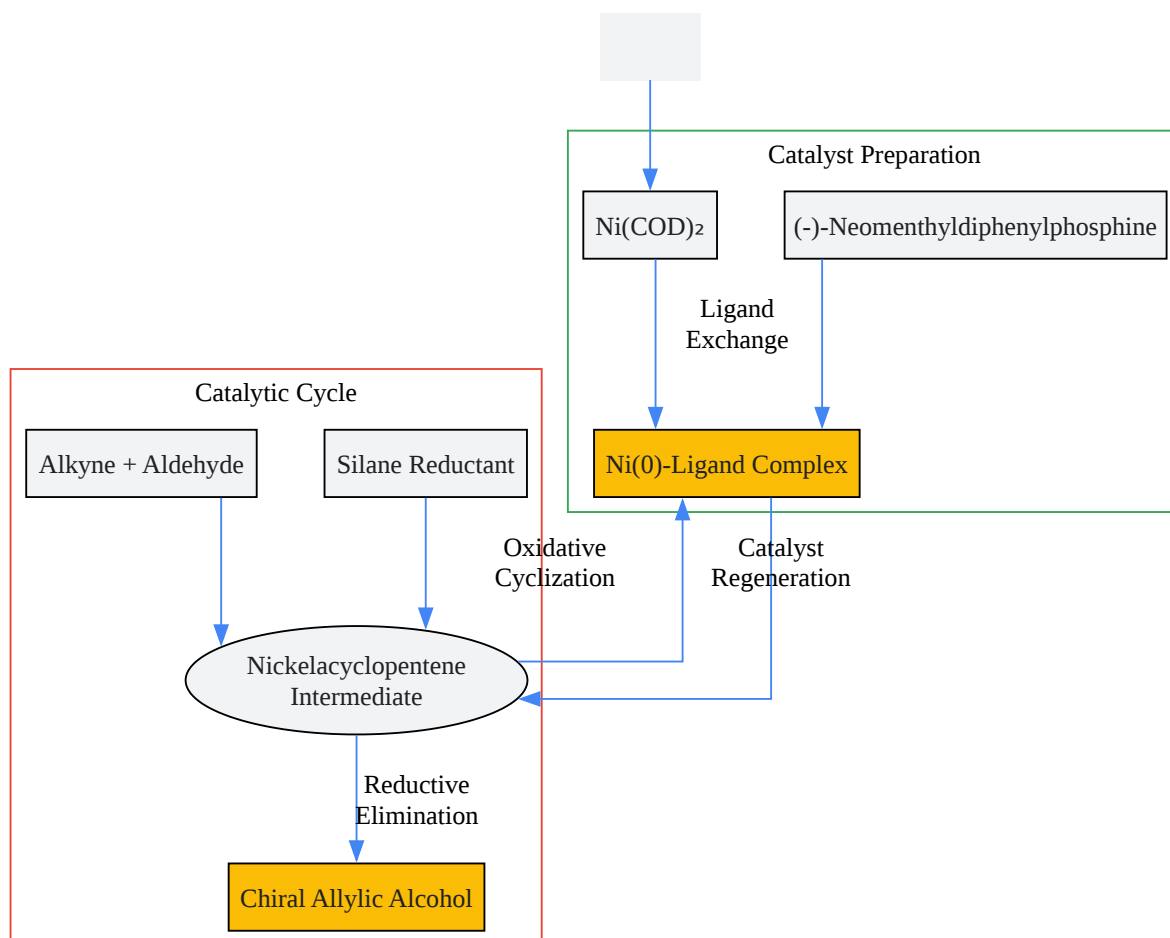 Catalyst Preparation
Ni(COD)₂
(-)-Neomenthyldiphenylphosphine
Ligand
Exchange
Catalytic Cycle
Alkyne + Aldehyde
Silane Reductant
Ni(0)-Ligand Complex
Oxidative
Cyclization
Catalyst
Regeneration
Nickelacyclopentene
Intermediate
Reductive
Elimination
Chiral Allylic Alcohol